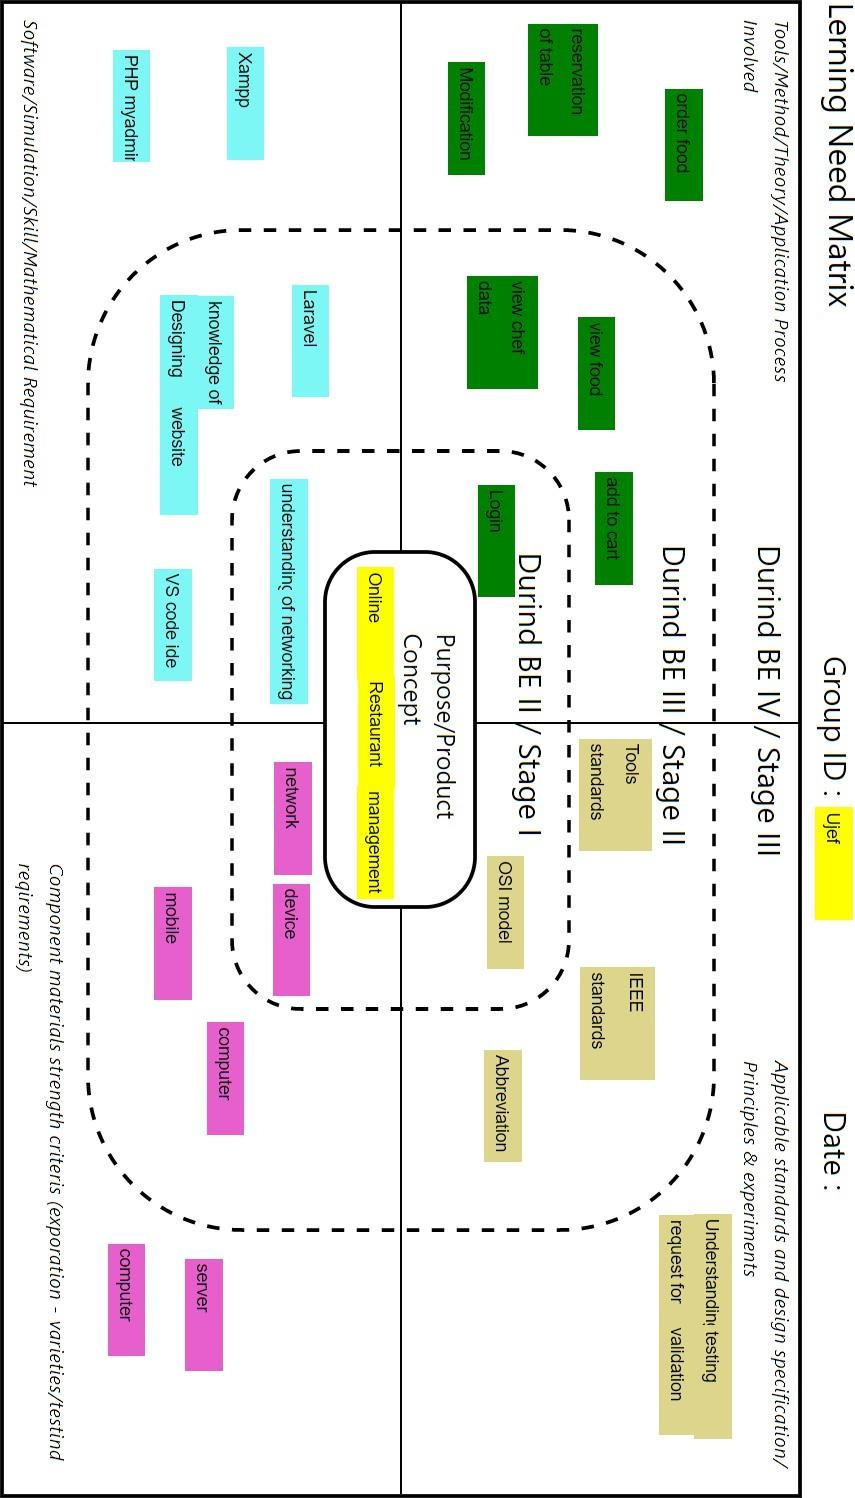 Lerning Need Matrix
Group ID :
Ujef
Date :
Tools/Method/Theory/Application Process
Involved
Applicable standards and design specification/
Principles & experiments
Durind BE IV / Stage III
order food
Understanding testing
request for validation
Durind BE III / Stage II
reservation
of table
view food
add to cart
Tools
standards
IEEE
standards
Modification
view chef
data
Login
Durind BE II / Stage I
OSI model
Abbreviation
Purpose/Product
Concept
Online Restaurant management
Xampp
Laravel
understanding of networking
network
device
PHP myadmin
knowledge of
Designing website
VS code ide
mobile
computer
server
computer
Software/Simulation/Skill/Mathematical Requirement
Component materials strength criteris (exporation - varieties/testind
reqirements)